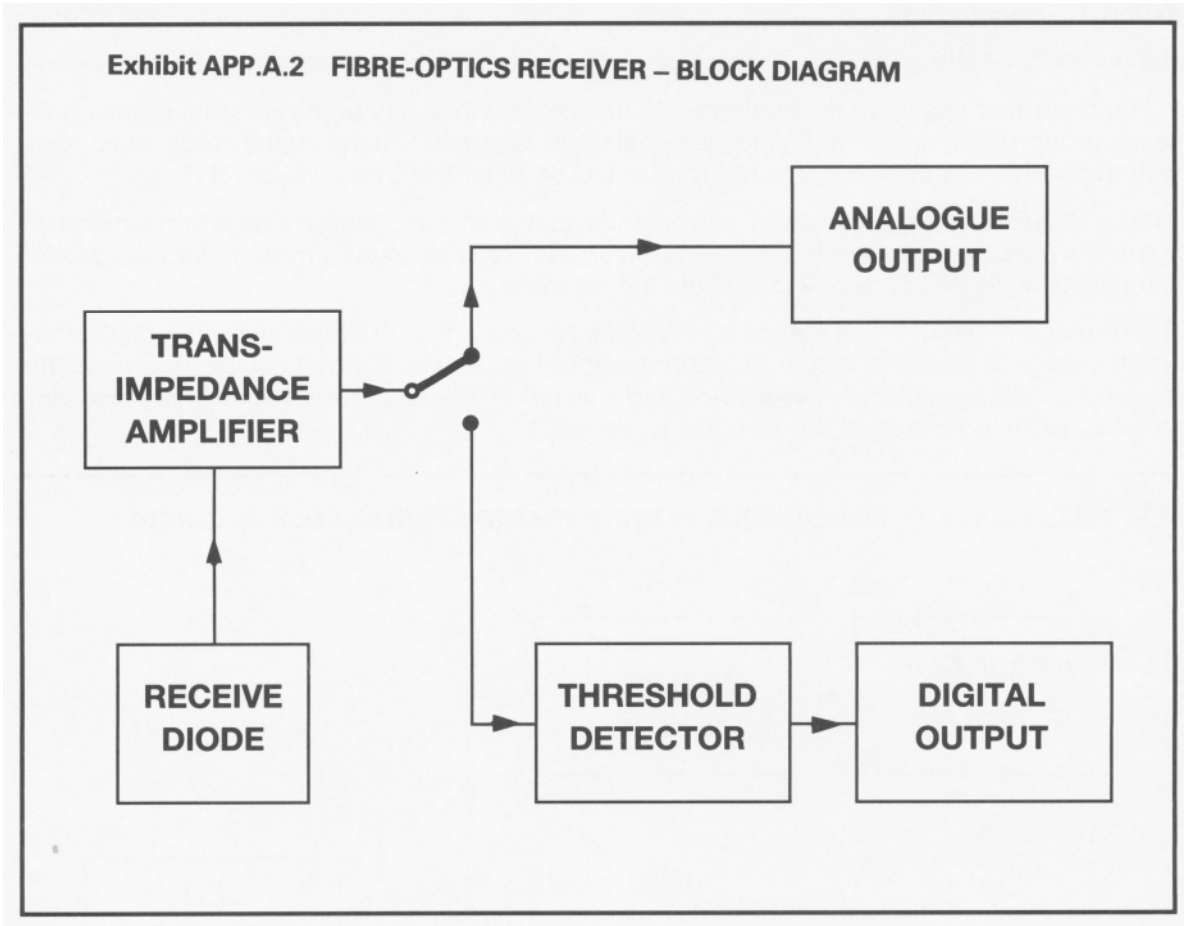 Exhibit APP.A.2 FIBRE-OPTICS RECEIVER – BLOCK DIAGRAM
ANALOGUE
OUTPUT
TRANS-
IMPEDANCE
AMPLIFIER
RECEIVE
DIODE
THRESHOLD
DETECTOR
DIGITAL
OUTPUT